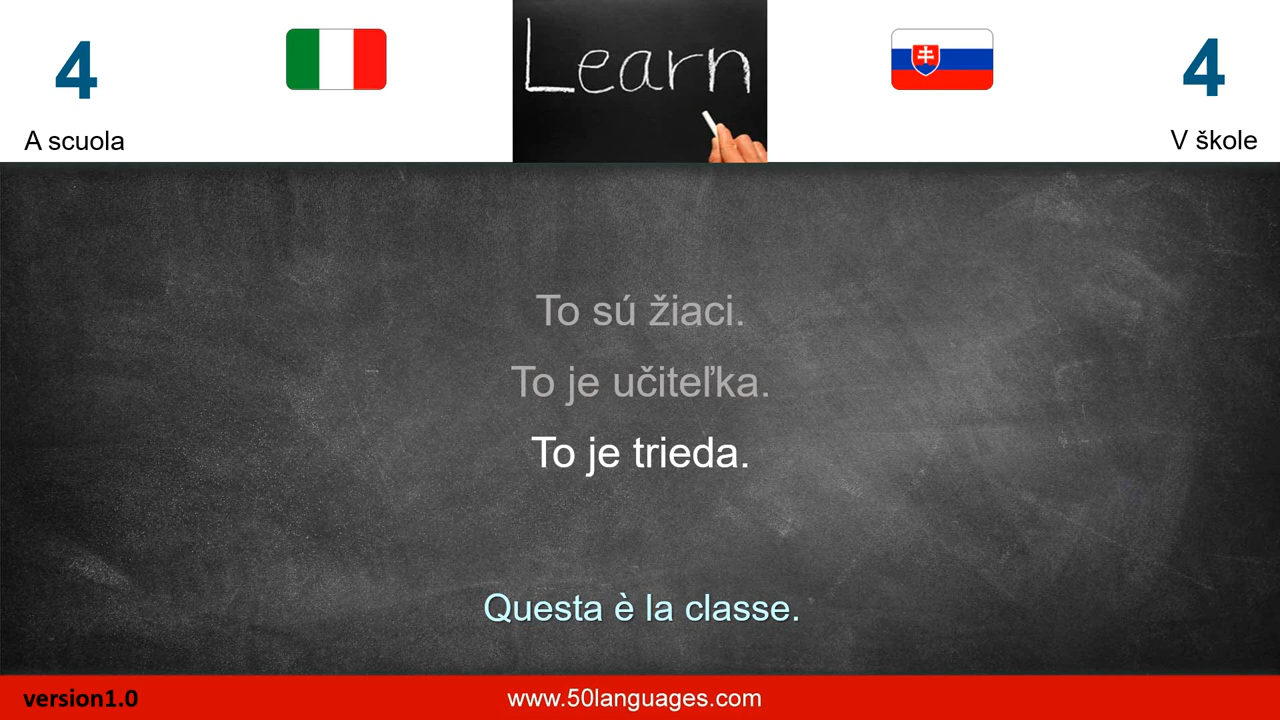 4
Learn
4
A scuola
V škole
To sú žiaci.
To je učiteľka.
To je trieda.
Questa è la classe.
version1.0
www.50languages.com